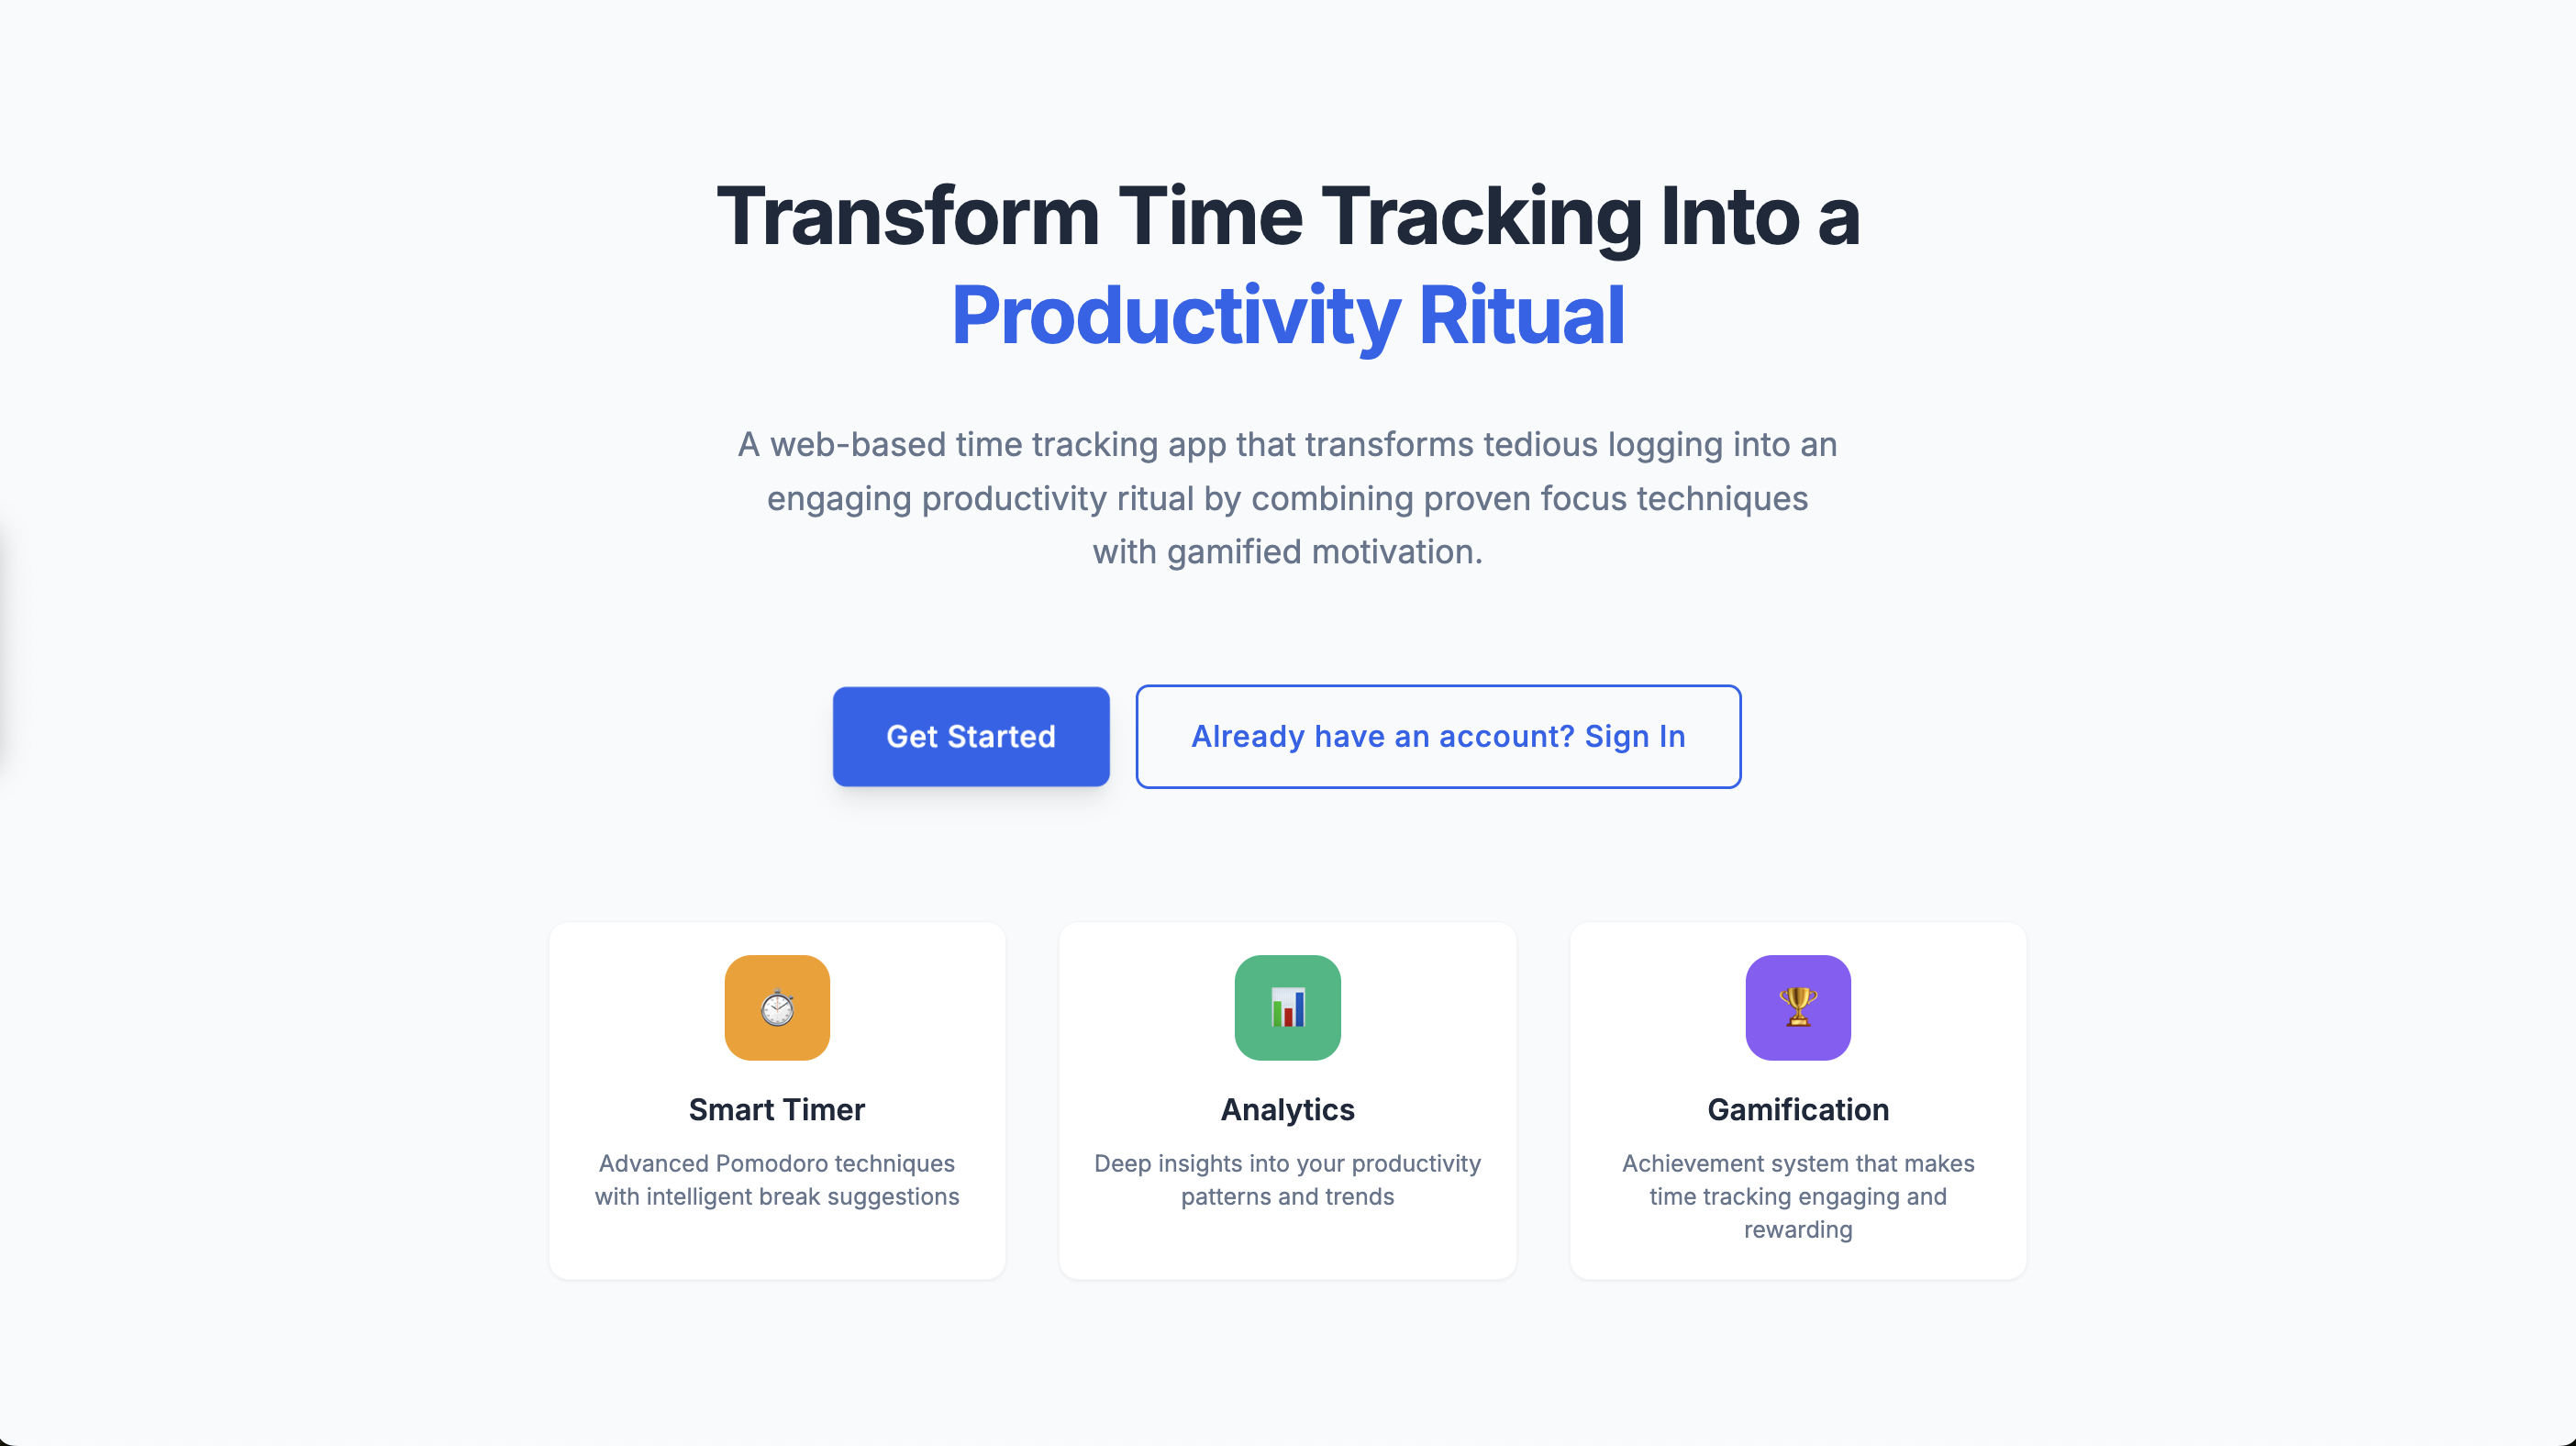 Transform Time Tracking Into a
Productivity Ritual
A web-based time tracking app that transforms tedious logging into an
engaging productivity ritual by combining proven focus techniques
with gamified motivation.
Get Started
Already have an account? Sign In
Smart Timer
Advanced Pomodoro techniques
with intelligent break suggestions
Analytics
Deep insights into your productivity
patterns and trends
Gamification
Achievement system that makes
time tracking engaging and
rewarding